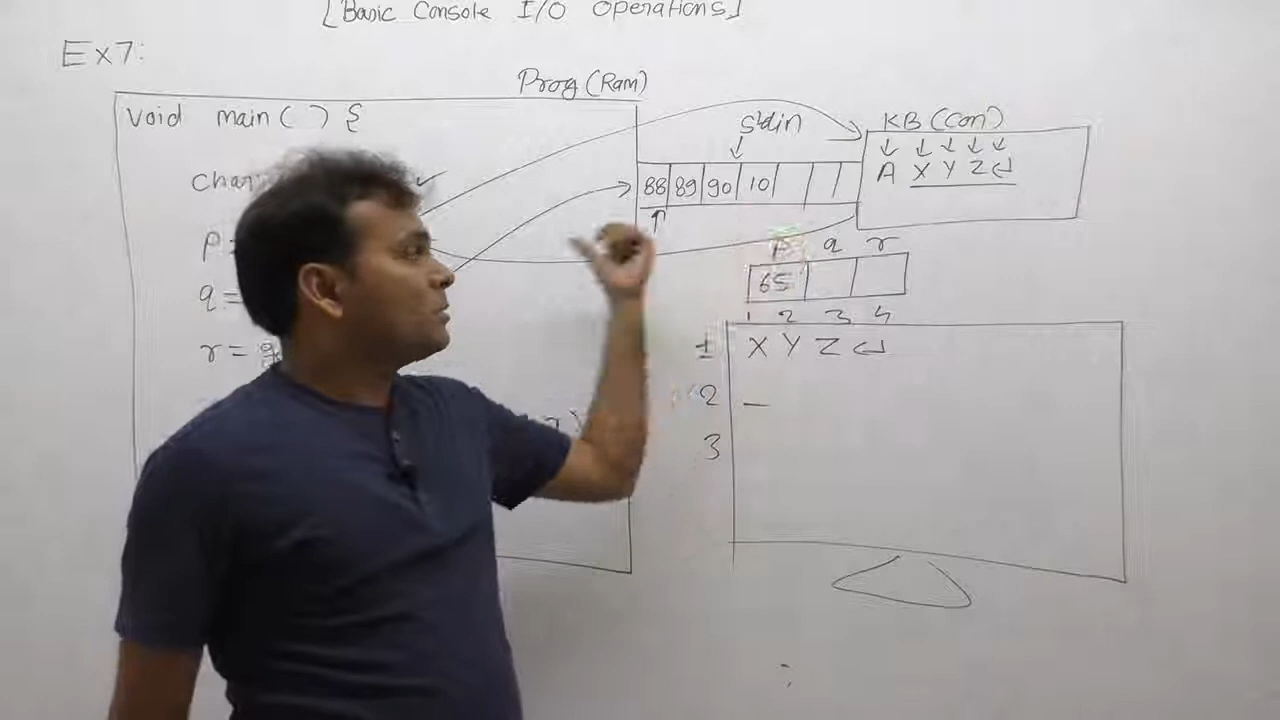 [Basic Console I/O Operations]
Ex7:
Prog (Ram)
void main ( ) {
stdin
KB (Con)
char
88 89 90 10
A X Y Z ↵
p =
p q r
q =
65
1 2 3 4
r = g
1 X Y Z ↵
2 _
3